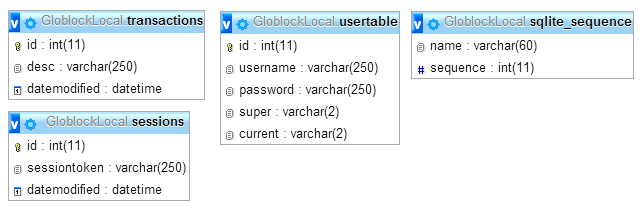 GloblockLocal transactions
id : int(11)
desc : varchar(250)
datemodified : datetime
GloblockLocal sessions
id : int(11)
sessiontoken : varchar(250)
datemodified : datetime
GloblockLocal usertable
id : int(11)
username : varchar(250)
password : varchar(250)
super : varchar(2)
current : varchar(2)
GloblockLocal sqlite_sequence
name : varchar(60)
# sequence : int(11)